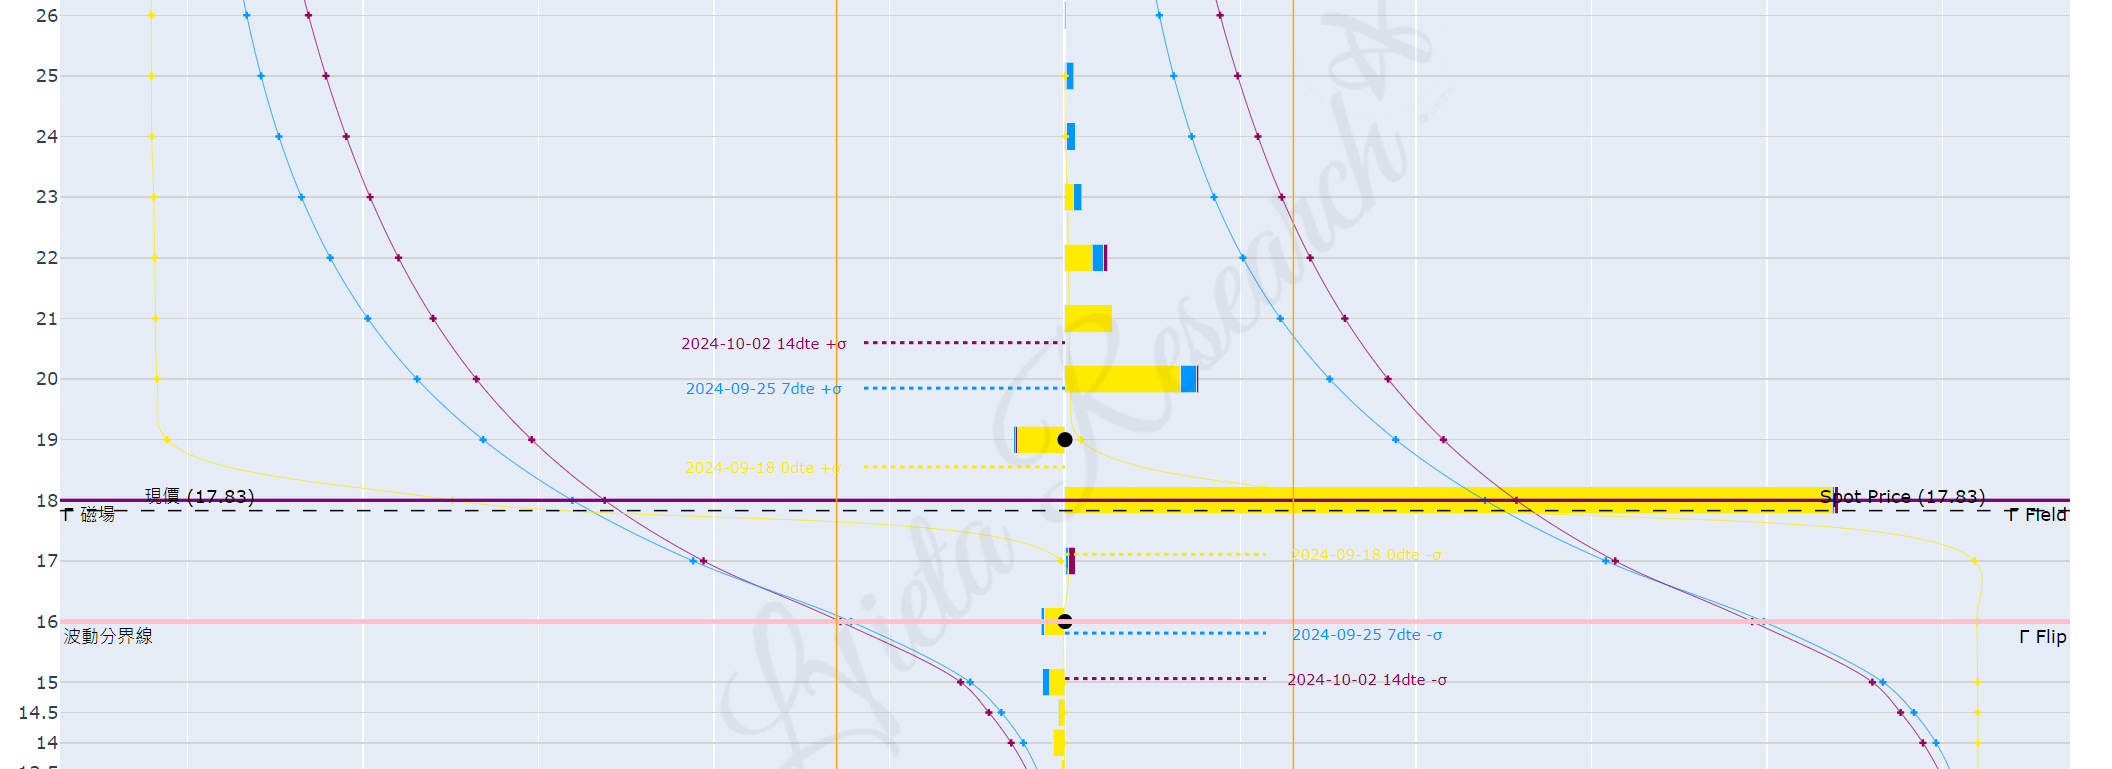 26
25
24
23
22
21
2024-10-02 14dte +σ
20
2024-09-25 7dte +σ
19
2024-09-18 0dte +σ
現價 (17.83)
Spot Price (17.83)
18
Γ 磁場
Γ Field
17
2024-09-18 0dte -σ
16
波動分界線
2024-09-25 7dte -σ
Γ Flip
15
2024-10-02 14dte -σ
14.5
14
Lieta Research